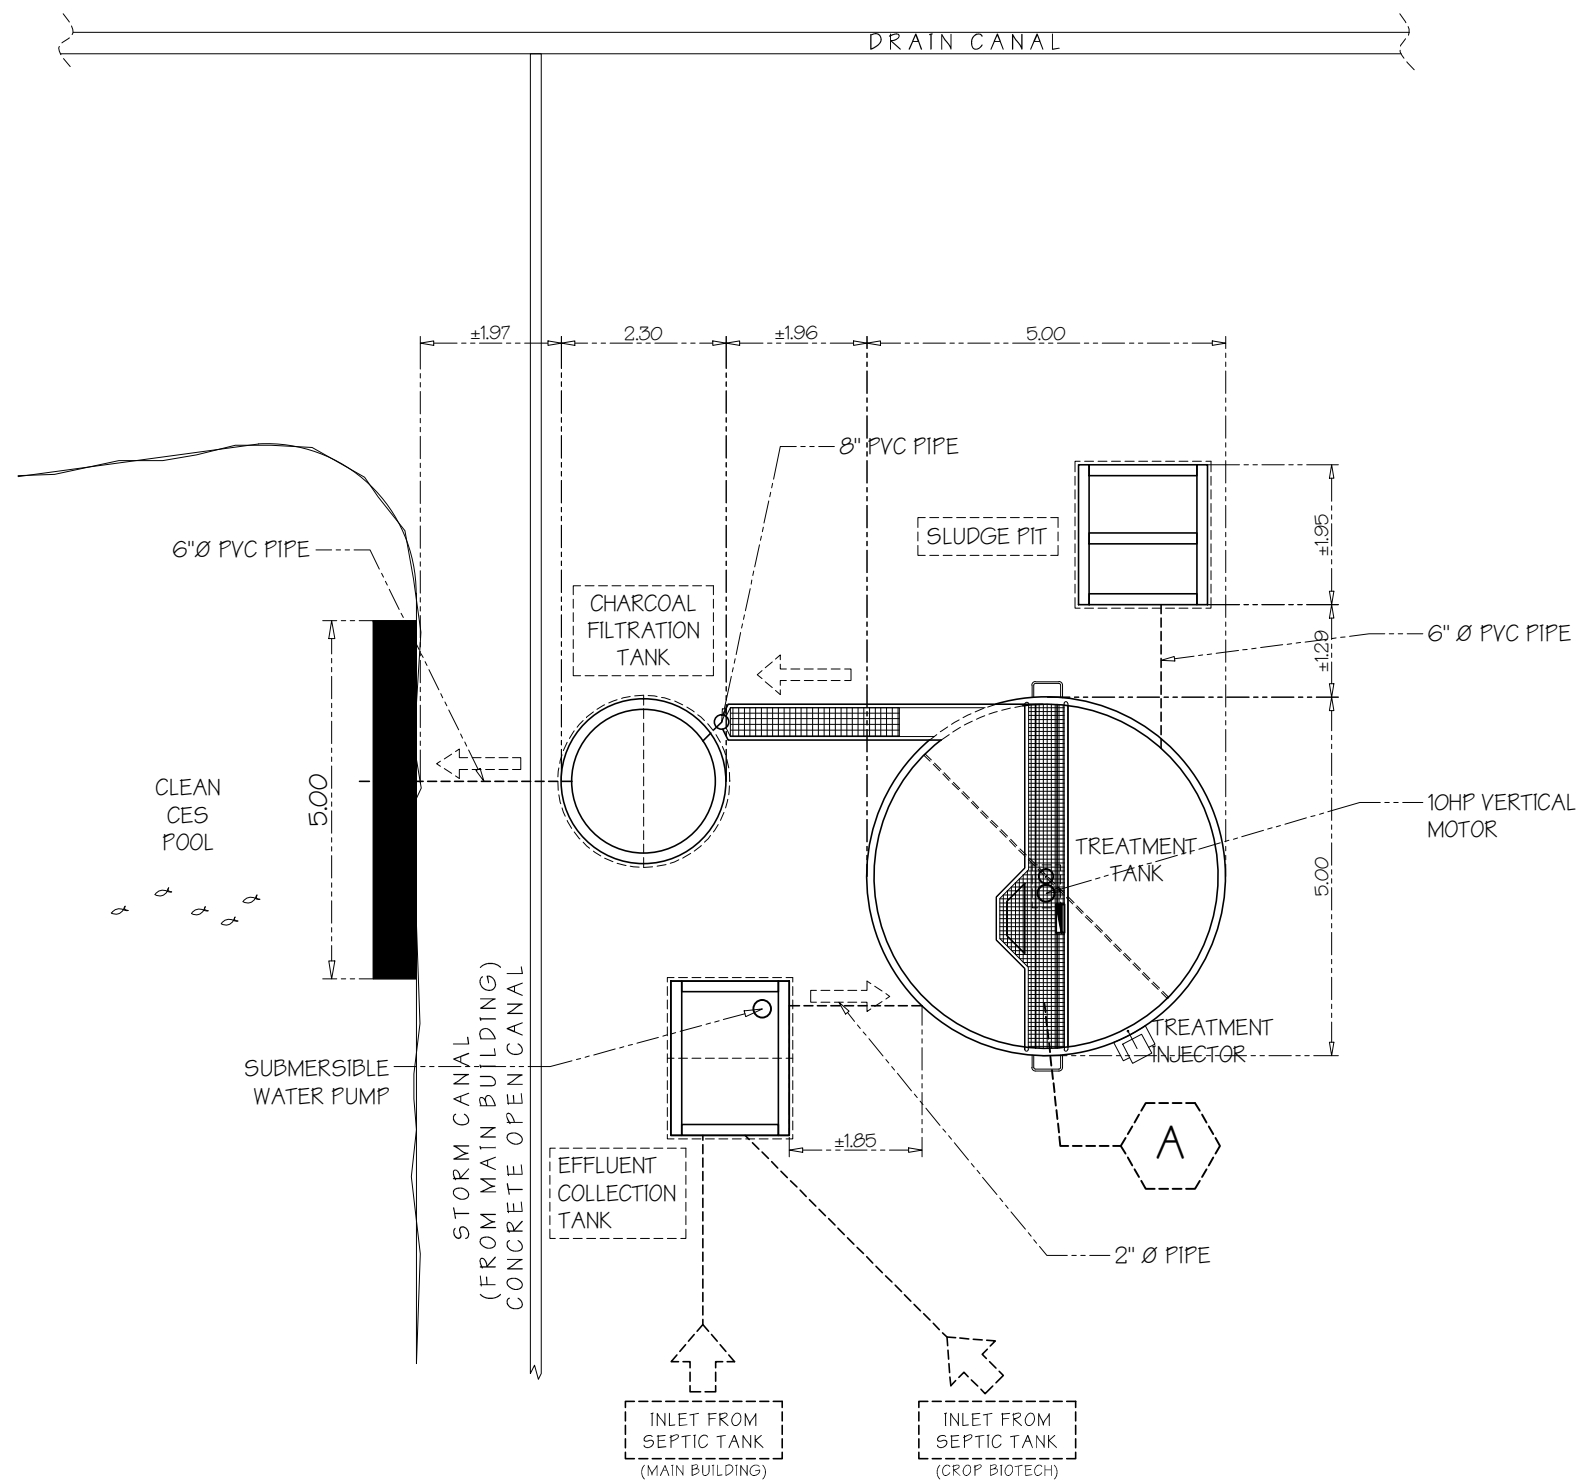 DRAIN CANAL
±1.97
2.30
±1.96
5.00
8" PVC PIPE
SLUDGE PIT
±1.95
6"Ø PVC PIPE
CHARCOAL
FILTRATION
TANK
±1.29
6" Ø PVC PIPE
5.00
CLEAN
CES
POOL
10HP VERTICAL
MOTOR
TREATMENT
TANK
5.00
STORM CANAL
(FROM MAIN BUILDING)
CONCRETE OPEN CANAL
SUBMERSIBLE
WATER PUMP
TREATMENT
INJECTOR
A
±1.85
EFFLUENT
COLLECTION
TANK
2" Ø PIPE
INLET FROM
SEPTIC TANK
(MAIN BUILDING)
INLET FROM
SEPTIC TANK
(CROP BIOTECH)